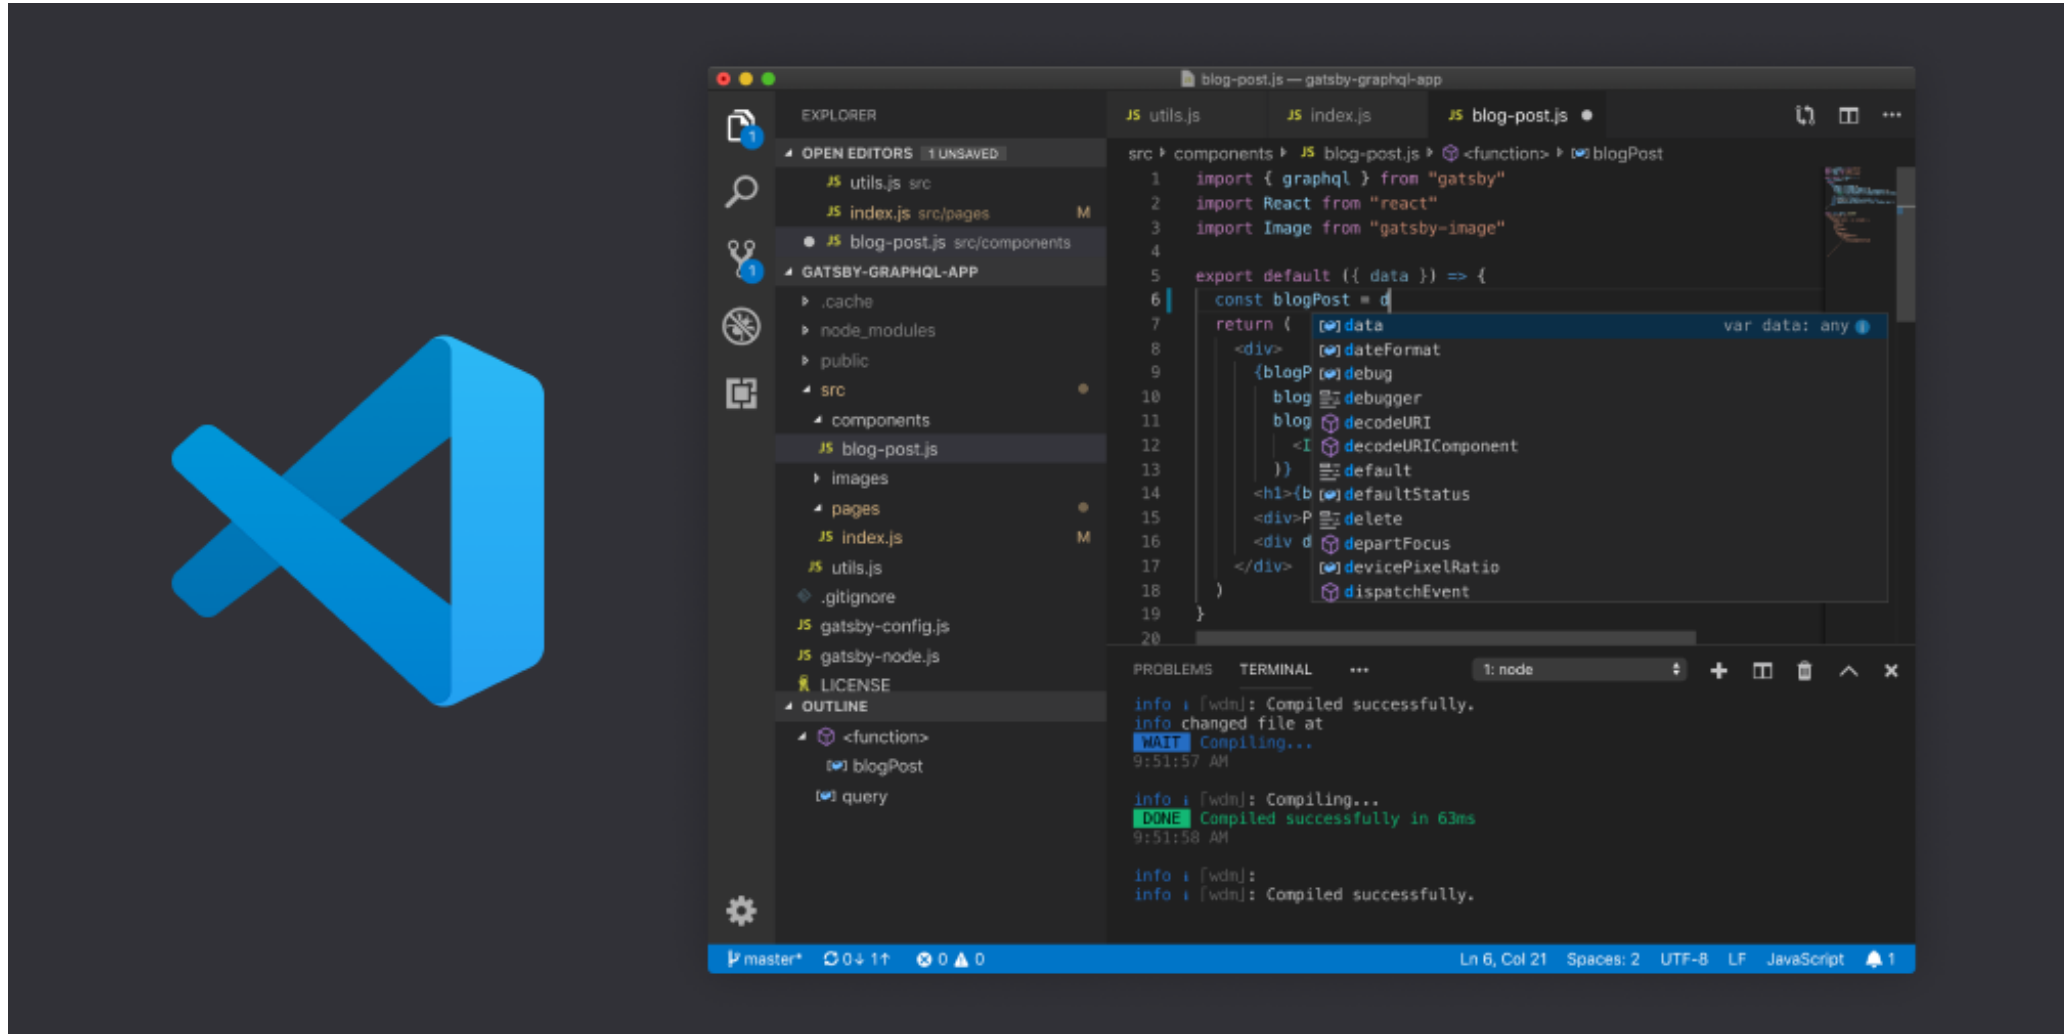 blog-post.js — gatsby-graphql-app
EXPLORER
OPEN EDITORS 1 UNSAVED
JS utils.js src
JS index.js src/pages M
JS blog-post.js src/components
GATSBY-GRAPHQL-APP
.cache
node_modules
public
src
components
JS blog-post.js
images
pages
JS index.js M
JS utils.js
.gitignore
JS gatsby-config.js
JS gatsby-node.js
LICENSE
OUTLINE
<function>
blogPost
query
1
1
JS utils.js JS index.js JS blog-post.js
src components JS blog-post.js <function> blogPost
1 import { graphql } from "gatsby"
2 import React from "react"
3 import Image from "gatsby-image"
4
5 export default ({ data }) => {
6 const blogPost = d
7 return (
8 <div>
9 {blogP
10 blog
11 blog
12 <I
13 )}
14 <h1>{b
15 <div>P
16 <div d
17 </div>
18 )
19 }
20
data var data: any
dateFormat
debug
debugger
decodeURI
decodeURIComponent
default
defaultStatus
delete
departFocus
devicePixelRatio
dispatchEvent
PROBLEMS TERMINAL ••• 1: node
info i [wdm]: Compiled successfully.
info changed file at
WAIT Compiling...
9:51:57 AM
info i [wdm]: Compiling...
DONE Compiled successfully in 63ms
9:51:58 AM
info i [wdm]:
info i [wdm]: Compiled successfully.
master* 0↓ 1↑ 0 0 Ln 6, Col 21 Spaces: 2 UTF-8 LF JavaScript 1